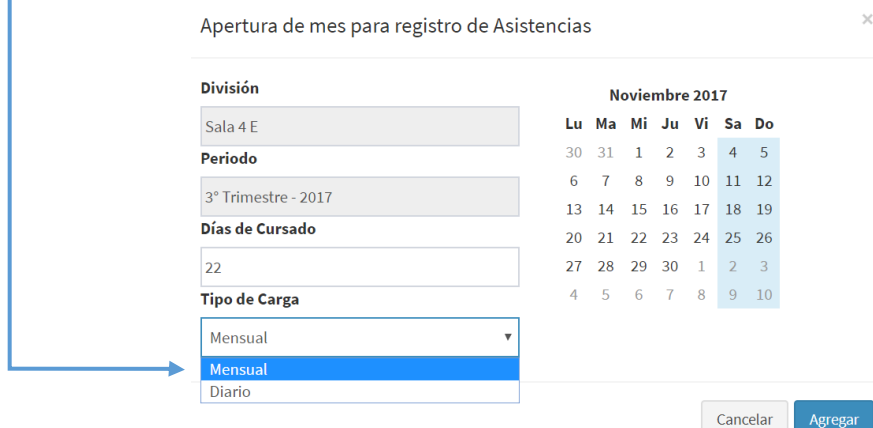 Apertura de mes para registro de Asistencias
×
División
Sala 4 E
Periodo
3° Trimestre - 2017
Días de Cursado
22
Tipo de Carga
Mensual
Mensual
Diario
Noviembre 2017
Lu Ma Mi Ju Vi Sa Do
30 31 1 2 3 4 5
6 7 8 9 10 11 12
13 14 15 16 17 18 19
20 21 22 23 24 25 26
27 28 29 30 1 2 3
4 5 6 7 8 9 10
Cancelar Agregar